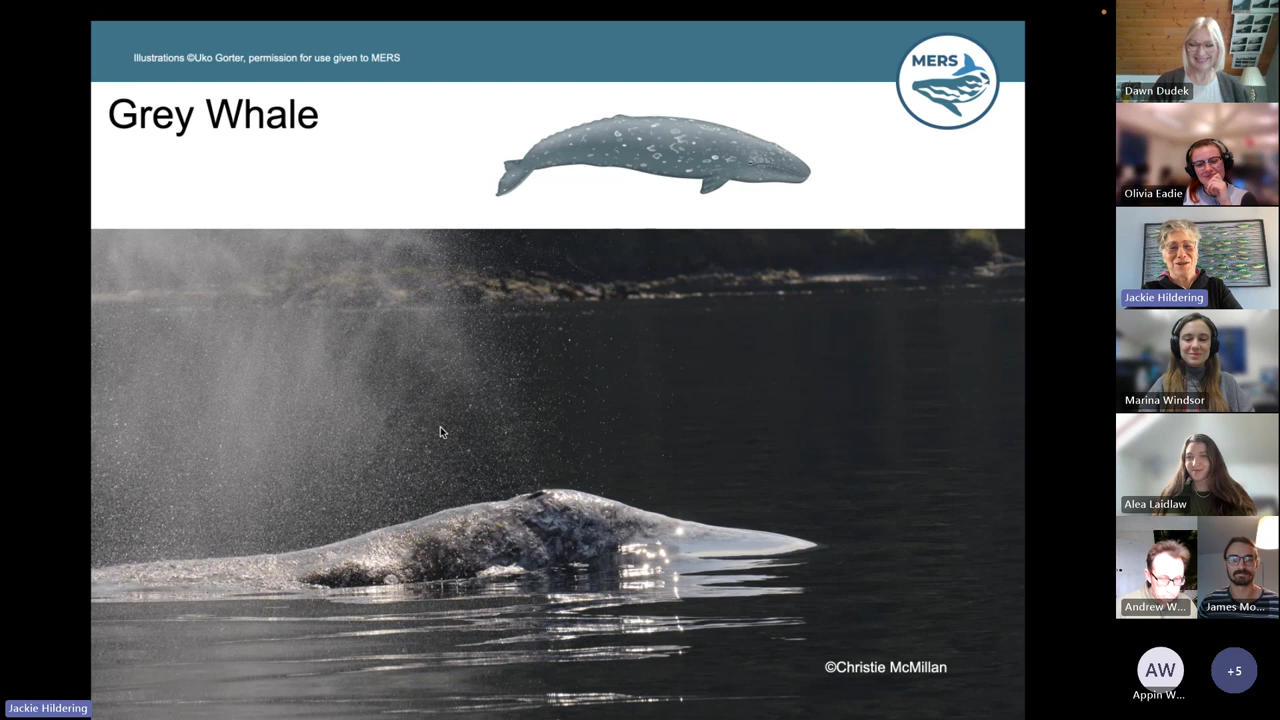 Illustrations ©Uko Gorter, permission for use given to MERS
MERS
Grey Whale
©Christie McMillan
Jackie Hildering
Dawn Dudek
Olivia Eadie
Jackie Hildering
Marina Windsor
Alea Laidlaw
Andrew W...
James Mo...
AW
Appin W...
+5